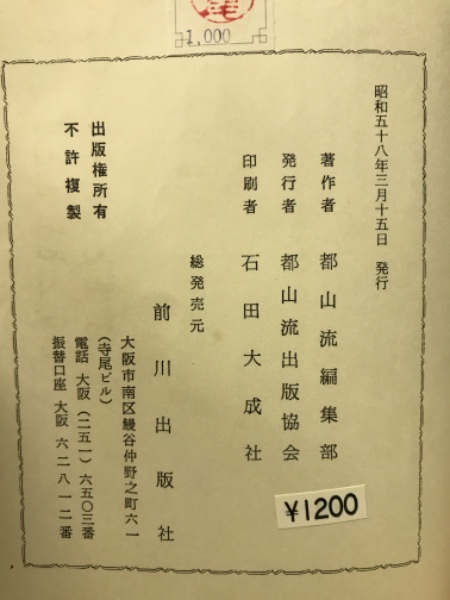 尾
1,000
昭和五十八年三月十五日 発行
著作者 都山流編集部
発行者 都山流出版協会
印刷者 石田大成社
総発売元
前川出版社
大阪市南区鰻谷仲野之町六一
(寺尾ビル)
電話 大阪(二五一)六五〇三番
振替口座 大阪 六二八一二番
出版権所有
不許複製
¥1200